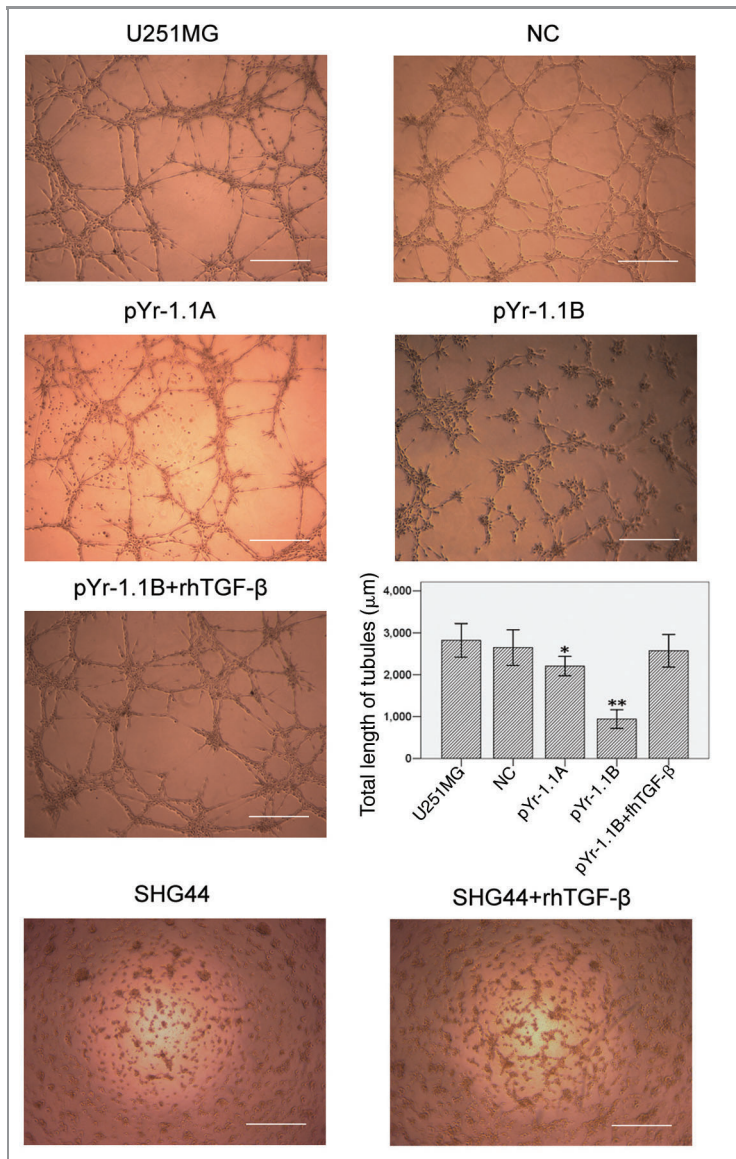 U251MG
NC
pYr-1.1A
pYr-1.1B
pYr-1.1B+rhTGF-β
Total length of tubules (μm)
4,000
3,000
2,000
1,000
0
*
**
U251MG
NC
pYr-1.1A
pYr-1.1B
pYr-1.1B+fhTGF-β
SHG44
SHG44+rhTGF-β